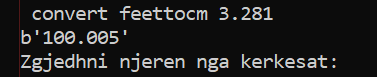 convert feettocm 3.281
b'100.005'
Zgjedhni njeren nga kerkesat: